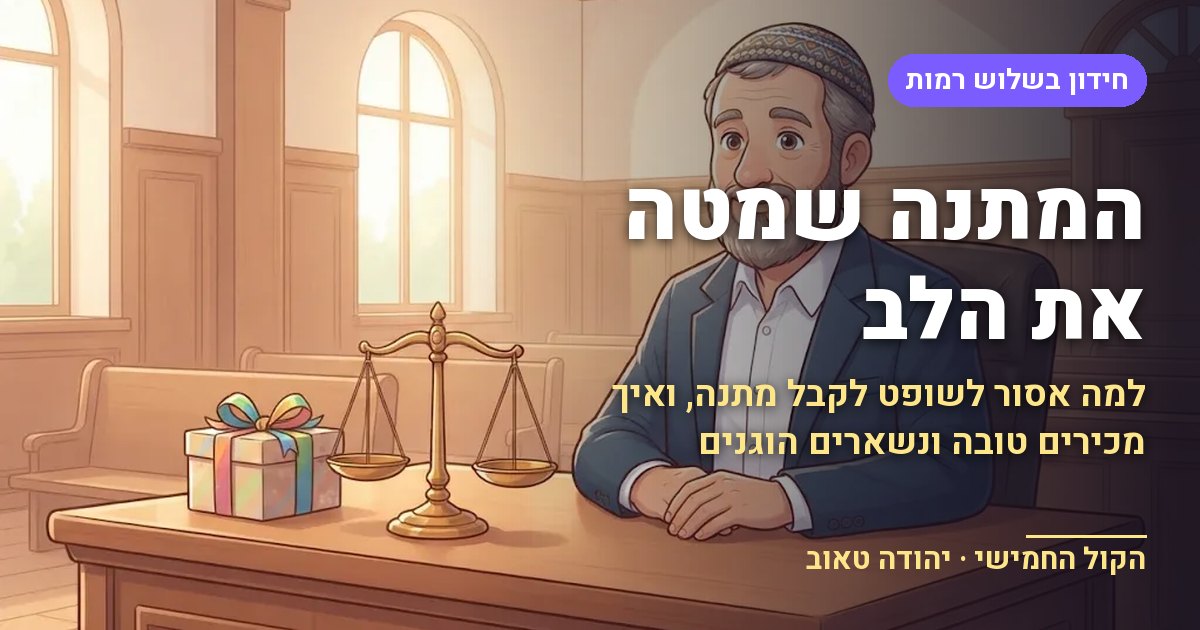 חידון בשלוש רמות
המתנה שמטה
את הלב
למה אסור לשופט לקבל מתנה, ואיך
מכירים טובה ונשארים הוגנים
הקול החמישי · יהודה טאוב